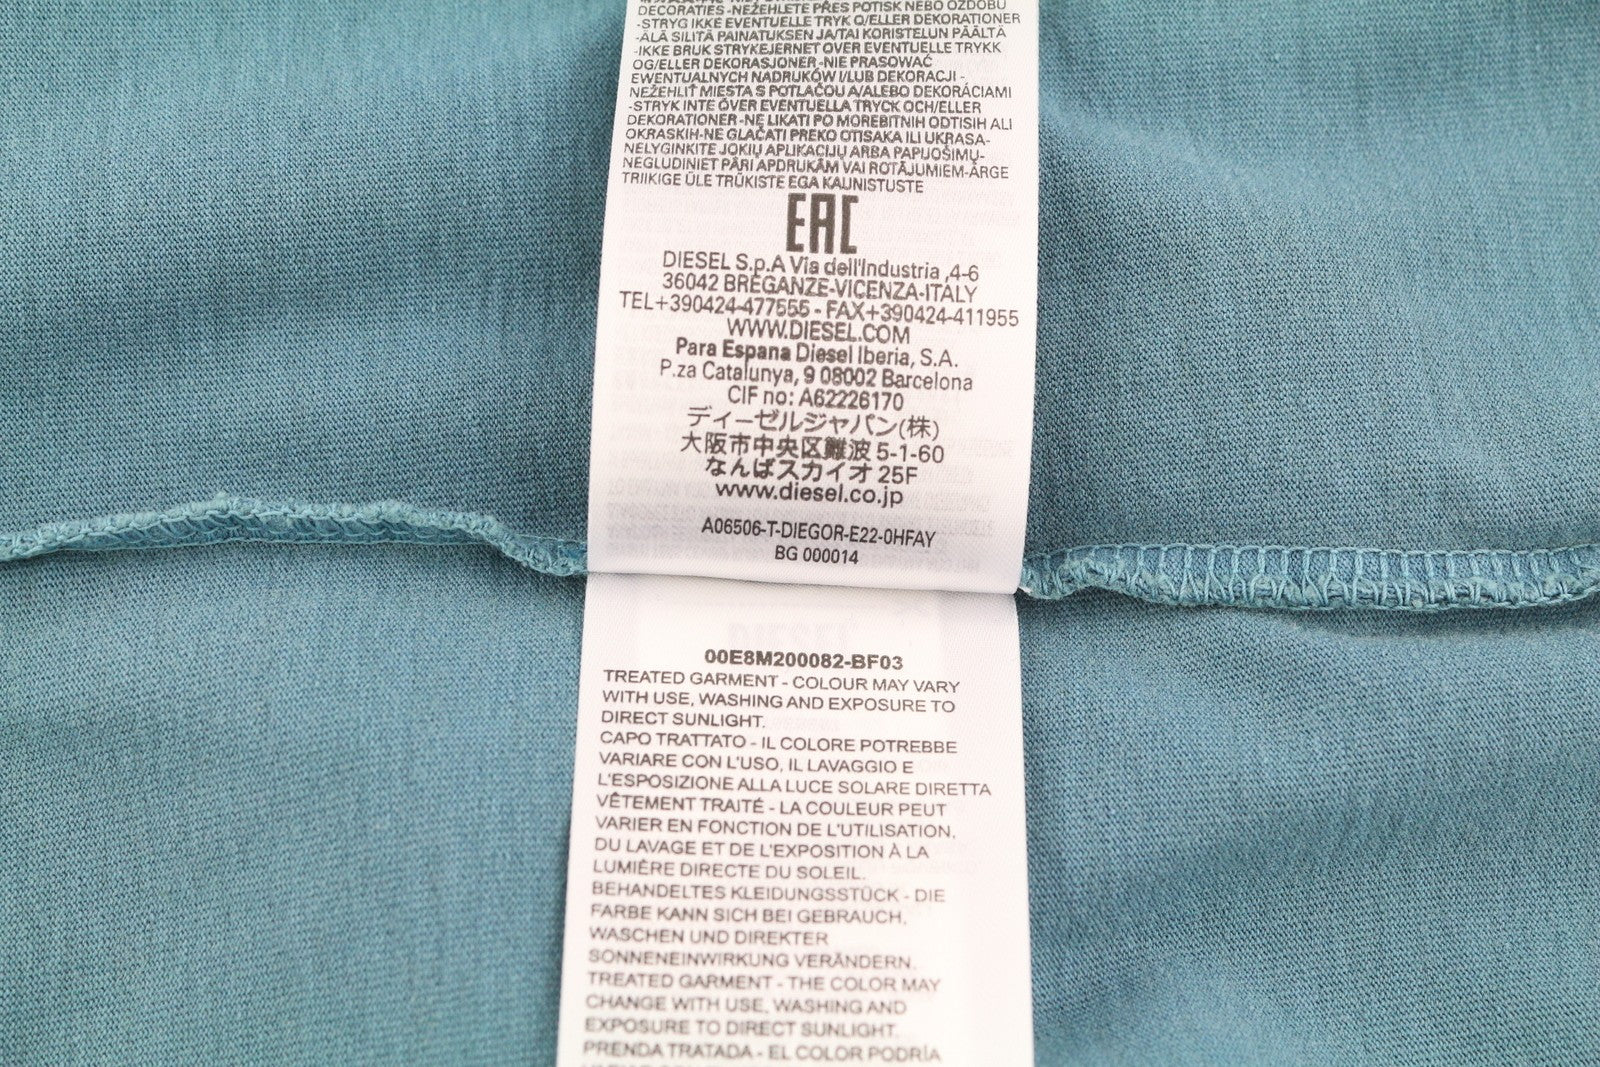 DECORATIES -NEŽEHLETE PŘES POTISK NEBO OZDOBU
-STRYG IKKE EVENTUELLE TRYK O/ELLER DEKORATIONER
-ÄLÄ SILITÄ PAINATUKSEN JA/TAI KORISTELUN PÄÄLTÄ
-IKKE BRUK STRYKEJERNET OVER EVENTUELLE TRYKK
OG/ELLER DEKORASJONER -NIE PRASOWAĆ
EWENTUALNYCH NADRUKÓW I/LUB DEKORACJI -
NEŽEHLIŤ MIESTA S POTLAČOU A/ALEBO DEKORÁCIAMI
-STRYK INTE ÖVER EVENTUELLA TRYCK OCH/ELLER
DEKORATIONER -NE LIKATI PO MOREBITNIH ODTISIH ALI
OKRASKIH-NE GLAČATI PREKO OTISAKA ILI UKRASA-
NELYGINKITE JOKIŲ APLIKACIJŲ ARBA PAPUOŠIMŲ-
NEGLUDINIET PĀRI APDRUKĀM VAI ROTĀJUMIEM-ÄRGE
TRIIKIGE ÜLE TRÜKISTE EGA KAUNISTUSTE
EAC
DIESEL S.p.A Via dell'Industria ,4-6
36042 BREGANZE-VICENZA-ITALY
TEL+390424-477555 - FAX+390424-411955
WWW.DIESEL.COM
Para Espana Diesel Iberia, S.A.
P.za Catalunya, 9 08002 Barcelona
CIF no: A62226170
ディーゼルジャパン(株)
大阪市中央区難波 5-1-60
なんばスカイオ 25F
www.diesel.co.jp
A06506-T-DIEGOR-E22-0HFAY
BG 000014
00E8M200082-BF03
TREATED GARMENT - COLOUR MAY VARY
WITH USE, WASHING AND EXPOSURE TO
DIRECT SUNLIGHT.
CAPO TRATTATO - IL COLORE POTREBBE
VARIARE CON L'USO, IL LAVAGGIO E
L'ESPOSIZIONE ALLA LUCE SOLARE DIRETTA
VÊTEMENT TRAITÉ - LA COULEUR PEUT
VARIER EN FONCTION DE L'UTILISATION,
DU LAVAGE ET DE L'EXPOSITION À LA
LUMIÈRE DIRECTE DU SOLEIL.
BEHANDELTES KLEIDUNGSSTÜCK - DIE
FARBE KANN SICH BEI GEBRAUCH,
WASCHEN UND DIREKTER
SONNENEINWIRKUNG VERÄNDERN.
TREATED GARMENT - THE COLOR MAY
CHANGE WITH USE, WASHING AND
EXPOSURE TO DIRECT SUNLIGHT.
PRENDA TRATADA - EL COLOR PODRÍA